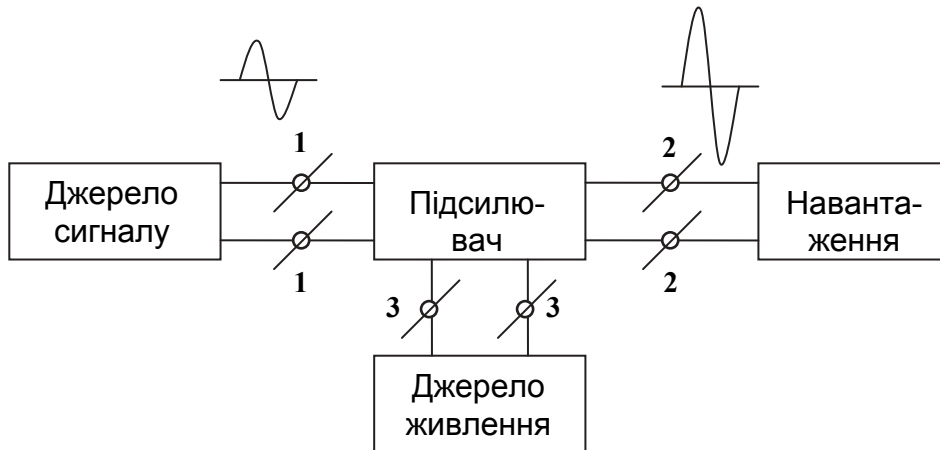 1
2
Джерело
сигналу
Підсилю-
вач
Наванта-
ження
1
2
3
3
Джерело
живлення